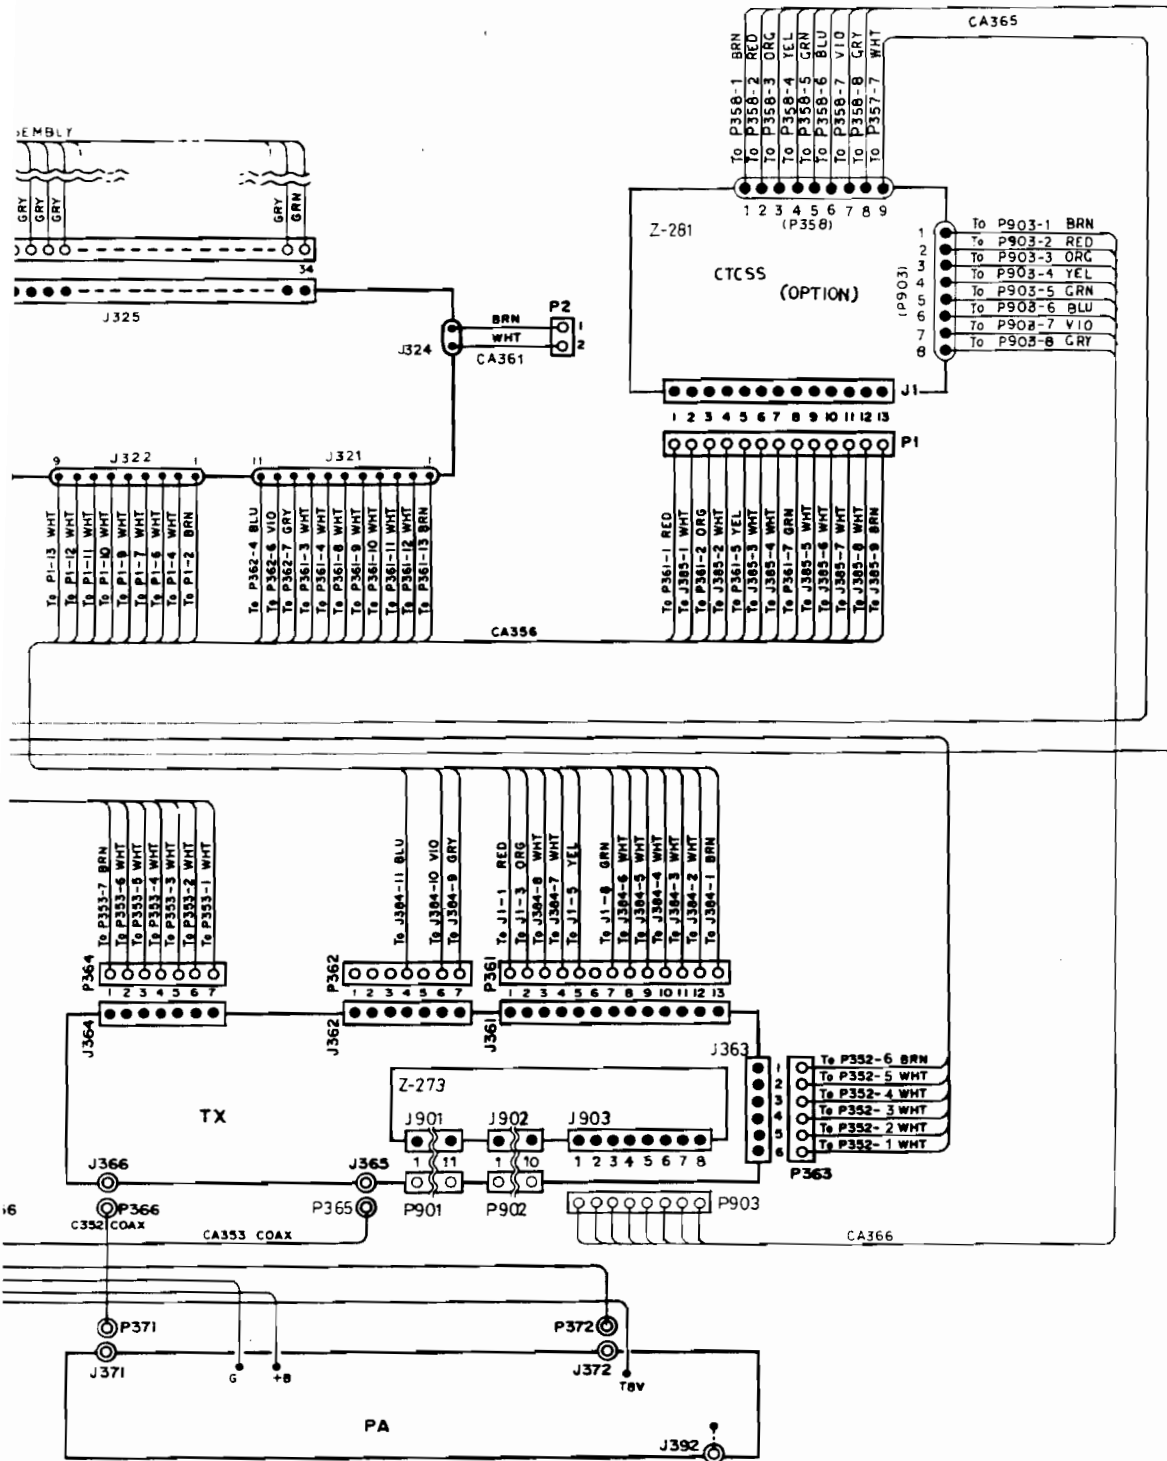 CA365
To P358-1 BRN
To P358-2 RED
To P358-3 ORG
To P358-4 YEL
To P358-5 GRN
To P358-6 BLU
To P358-7 VIO
To P358-8 GRY
To P357-7 WHT
1 2 3 4 5 6 7 8 9
(P358)
Z-281
CTCSS
(OPTION)
(P903)
1 To P903-1 BRN
2 To P903-2 RED
3 To P903-3 ORG
4 To P903-4 YEL
5 To P903-5 GRN
6 To P903-6 BLU
7 To P903-7 VIO
8 To P903-8 GRY
J1
1 2 3 4 5 6 7 8 9 10 11 12 13
P1
SEMBLY
GRY
GRY
GRY
GRY
GRN
34
J325
J324
BRN
WHT
CA361
P2
1
2
9 J322 1
11 J321 1
To P1-13 WHT
To P1-12 WHT
To P1-11 WHT
To P1-10 WHT
To P1-9 WHT
To P1-7 WHT
To P1-6 WHT
To P1-4 WHT
To P1-2 BRN
To P362-4 BLU
To P362-6 VIO
To P362-7 GRY
To P361-3 WHT
To P361-4 WHT
To P361-8 WHT
To P361-9 WHT
To P361-10 WHT
To P361-11 WHT
To P361-12 WHT
To P361-13 BRN
To P361-1 RED
To J385-1 WHT
To P361-2 ORG
To J385-2 WHT
To P361-5 YEL
To J385-3 WHT
To J385-4 WHT
To P361-7 GRN
To J385-5 WHT
To J385-6 WHT
To J385-7 WHT
To J385-8 WHT
To J385-9 BRN
CA356
To P353-7 BRN
To P353-6 WHT
To P353-5 WHT
To P353-4 WHT
To P353-3 WHT
To P353-2 WHT
To P353-1 WHT
To J384-11 BLU
To J384-10 VIO
To J384-9 GRY
To J1-1 RED
To J1-3 ORG
To J384-8 WHT
To J384-7 WHT
To J1-5 YEL
To J1-8 GRN
To J384-6 WHT
To J384-5 WHT
To J384-4 WHT
To J384-3 WHT
To J384-2 WHT
To J384-1 BRN
P364
1 2 3 4 5 6 7
J364
P362
1 2 3 4 5 6 7
J362
P361
1 2 3 4 5 6 7 8 9 10 11 12 13
J361
J363
1 To P352-6 BRN
2 To P352-5 WHT
3 To P352-4 WHT
4 To P352-3 WHT
5 To P352-2 WHT
6 To P352-1 WHT
P363
TX
Z-273
J901
J902
J903
1 11
1 10
1 2 3 4 5 6 7 8
P901
P902
P903
J366
P366
C352 COAX
J365
P365
CA353 COAX
CA366
P371
J371
G
+B
P372
J372
T8V
PA
J392